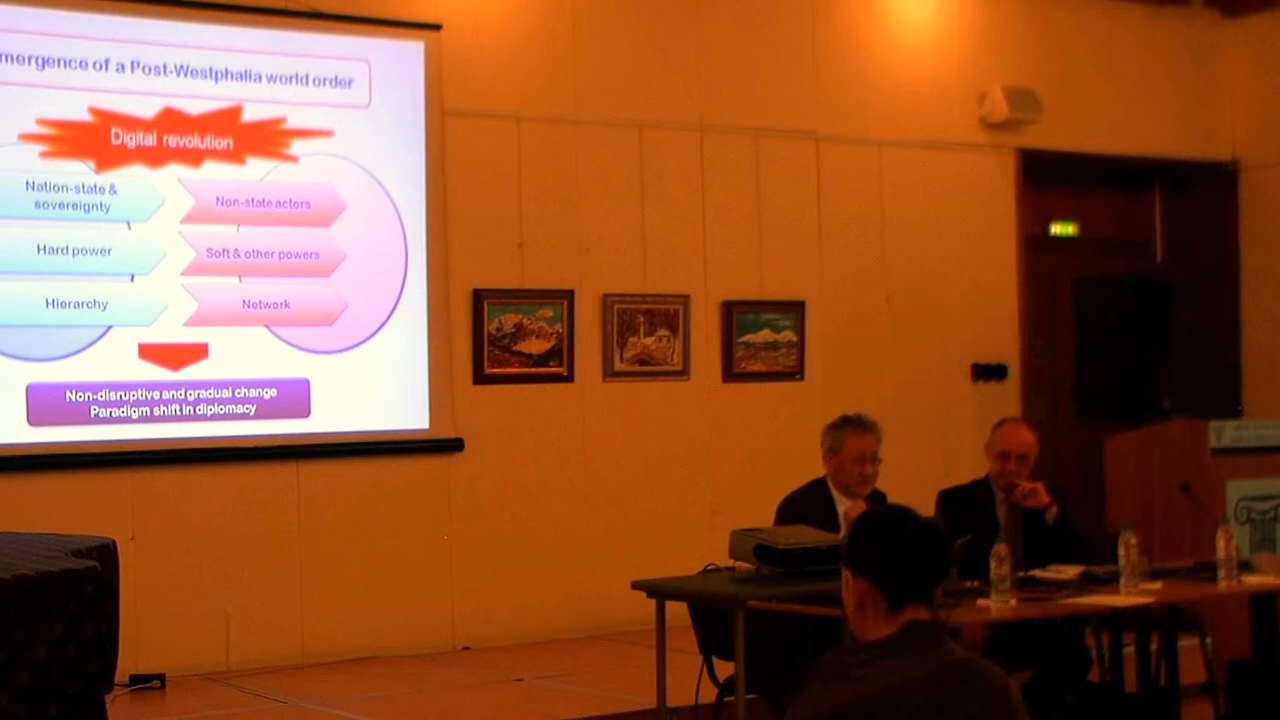 mergence of a Post-Westphalia world order
Digital revolution
Nation-state &
sovereignty
Non-state actors
Hard power
Soft & other powers
Hierarchy
Network
Non-disruptive and gradual change
Paradigm shift in diplomacy